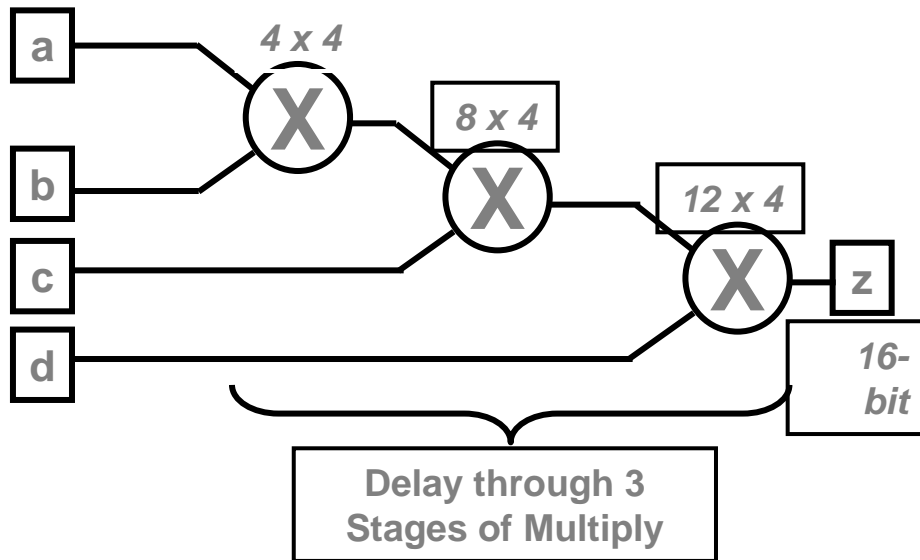 a
4 x 4
X
8 x 4
b
X
12 x 4
c
X
z
d
16-
bit
Delay through 3
Stages of Multiply